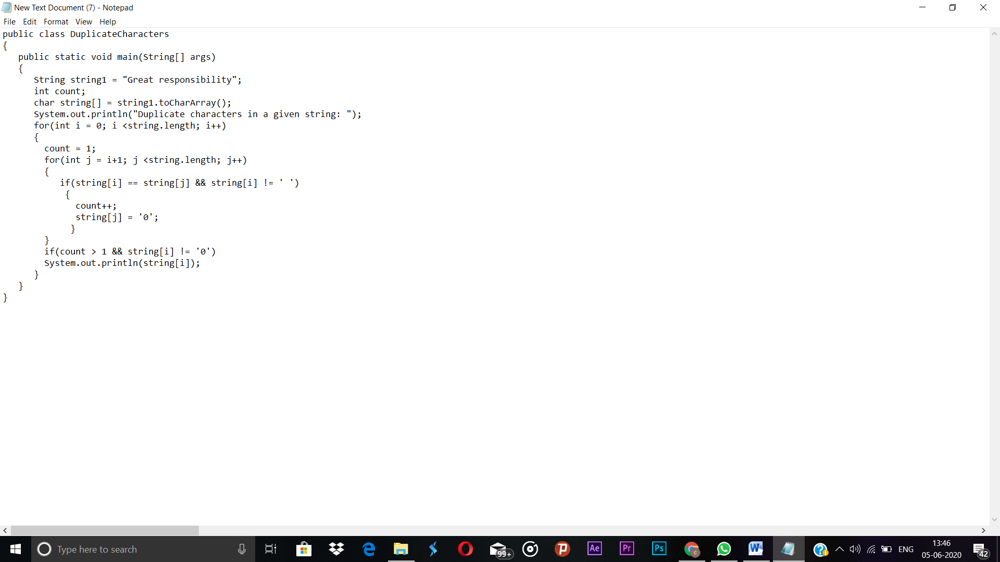 New Text Document (7) - Notepad
File Edit Format View Help
public class DuplicateCharacters
{
   public static void main(String[] args)
   {
      String string1 = "Great responsibility";
      int count;
      char string[] = string1.toCharArray();
      System.out.println("Duplicate characters in a given string: ");
      for(int i = 0; i <string.length; i++)
      {
        count = 1;
        for(int j = i+1; j <string.length; j++)
        {
           if(string[i] == string[j] && string[i] != ' ')
            {
              count++;
              string[j] = '0';
             }
        }
        if(count > 1 && string[i] != '0')
        System.out.println(string[i]);
      }
   }
}
Type here to search
99+
Ae
Pr
Ps
C
W
ENG
13:46
05-06-2020
42